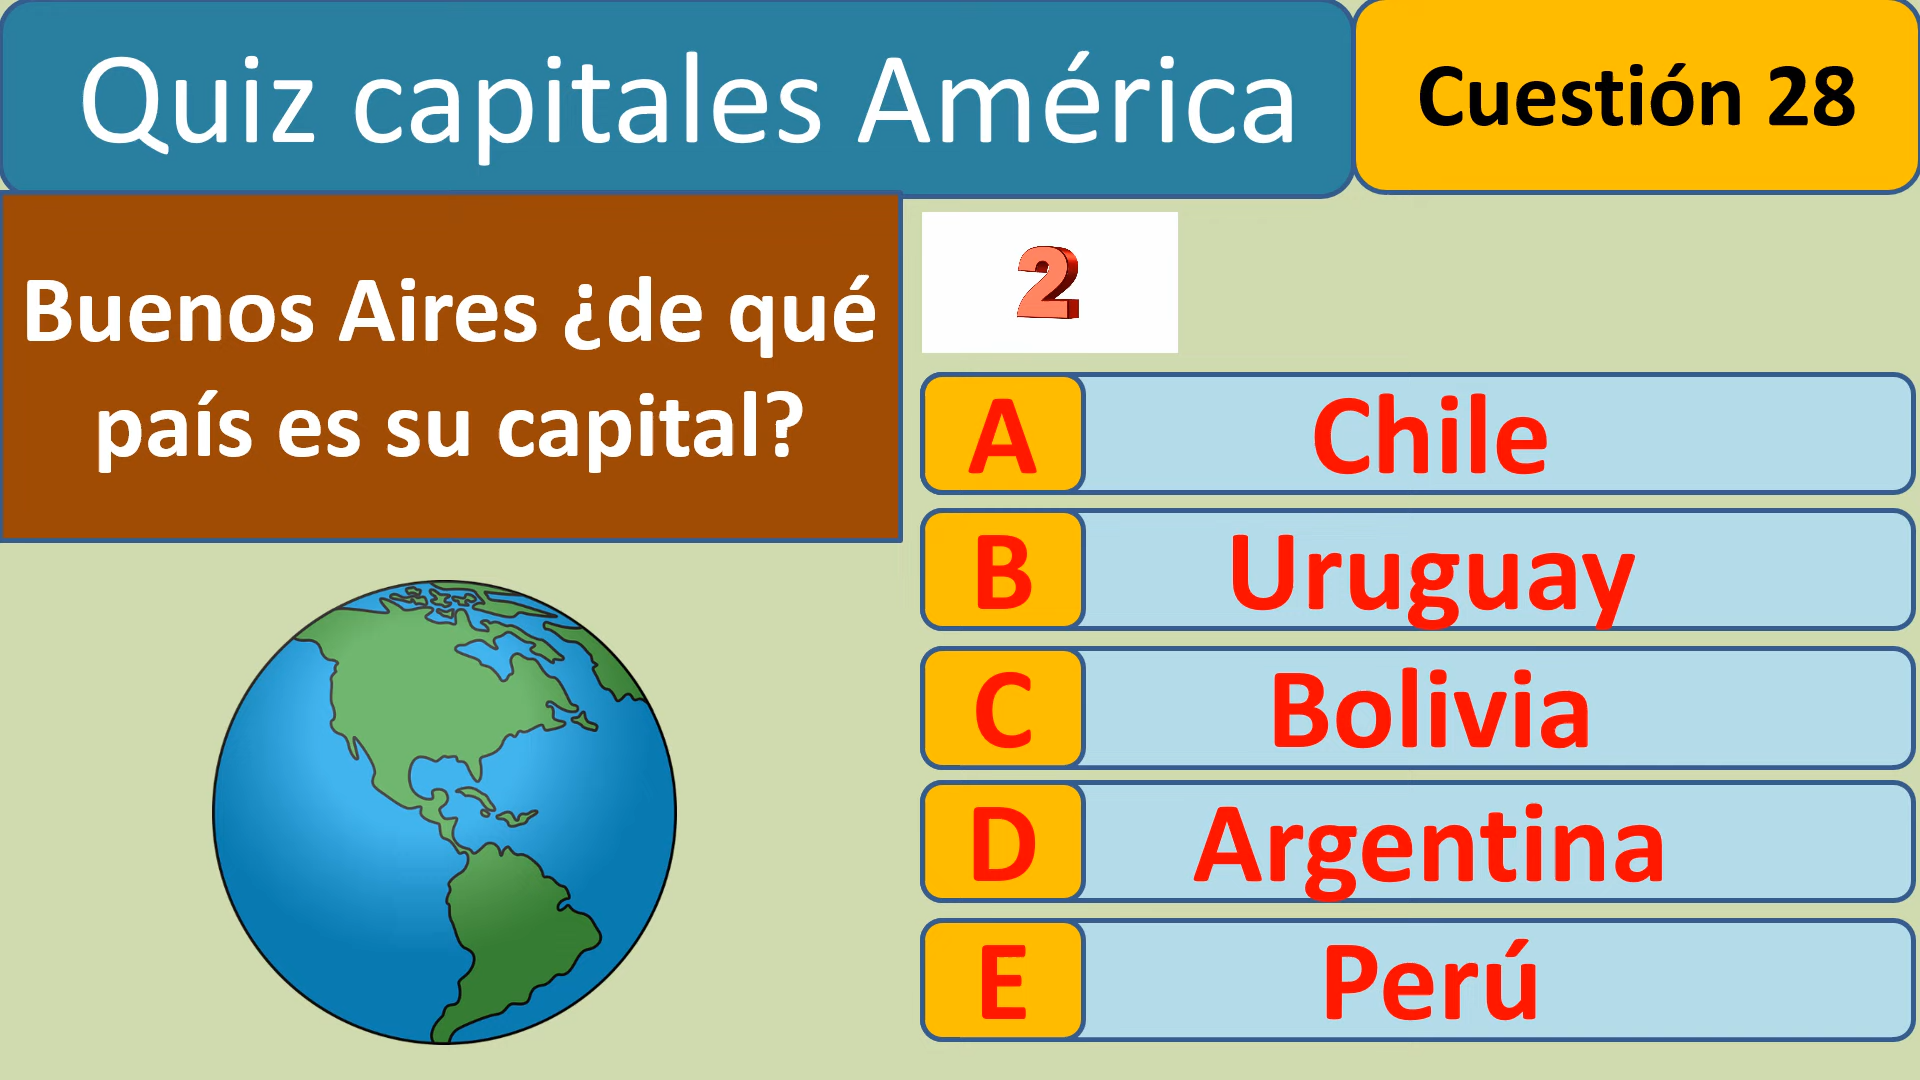 Quiz capitales América
Cuestión 28
Buenos Aires ¿de qué
país es su capital?
2
A Chile
B Uruguay
C Bolivia
D Argentina
E Perú